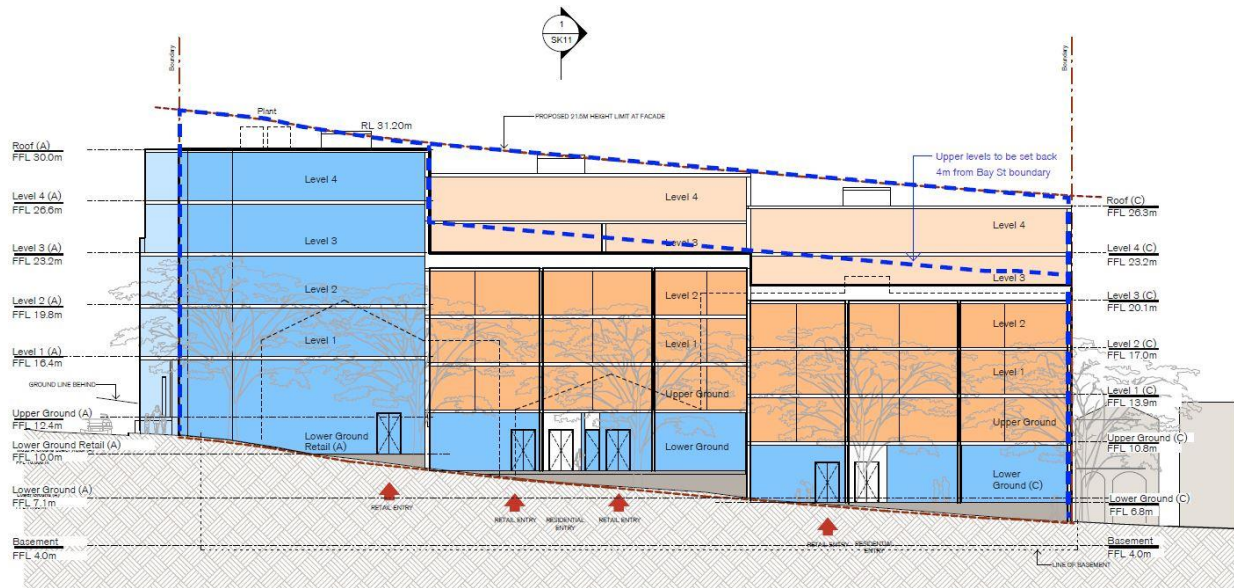 1
SK11
Boundary
Boundary
Plant
RL 31.20m
PROPOSED 21.5M HEIGHT LIMIT AT FACADE
Upper levels to be set back
4m from Bay St boundary
Roof (A)
FFL 30.0m
Level 4 (A)
FFL 26.6m
Level 3 (A)
FFL 23.2m
Level 2 (A)
FFL 19.8m
Level 1 (A)
FFL 16.4m
GROUND LINE BEHIND
Upper Ground (A)
FFL 12.4m
Lower Ground Retail (A)
FFL 10.0m
Lower Ground (A)
FFL 7.1m
Basement
FFL 4.0m
Level 4
Level 3
Level 2
Level 1
Lower Ground
Retail (A)
Level 4
Level 3
Level 2
Level 1
Upper Ground
Lower Ground
Level 4
Level 3
Level 2
Level 1
Upper Ground
Lower
Ground (C)
RETAIL ENTRY
RETAIL ENTRY
RESIDENTIAL
ENTRY
RETAIL ENTRY
RETAIL ENTRY
RESIDENTIAL
ENTRY
LINE OF BASEMENT
Roof (C)
FFL 26.3m
Level 4 (C)
FFL 23.2m
Level 3 (C)
FFL 20.1m
Level 2 (C)
FFL 17.0m
Level 1 (C)
FFL 13.9m
Upper Ground (C)
FFL 10.8m
Lower Ground (C)
FFL 6.8m
Basement
FFL 4.0m